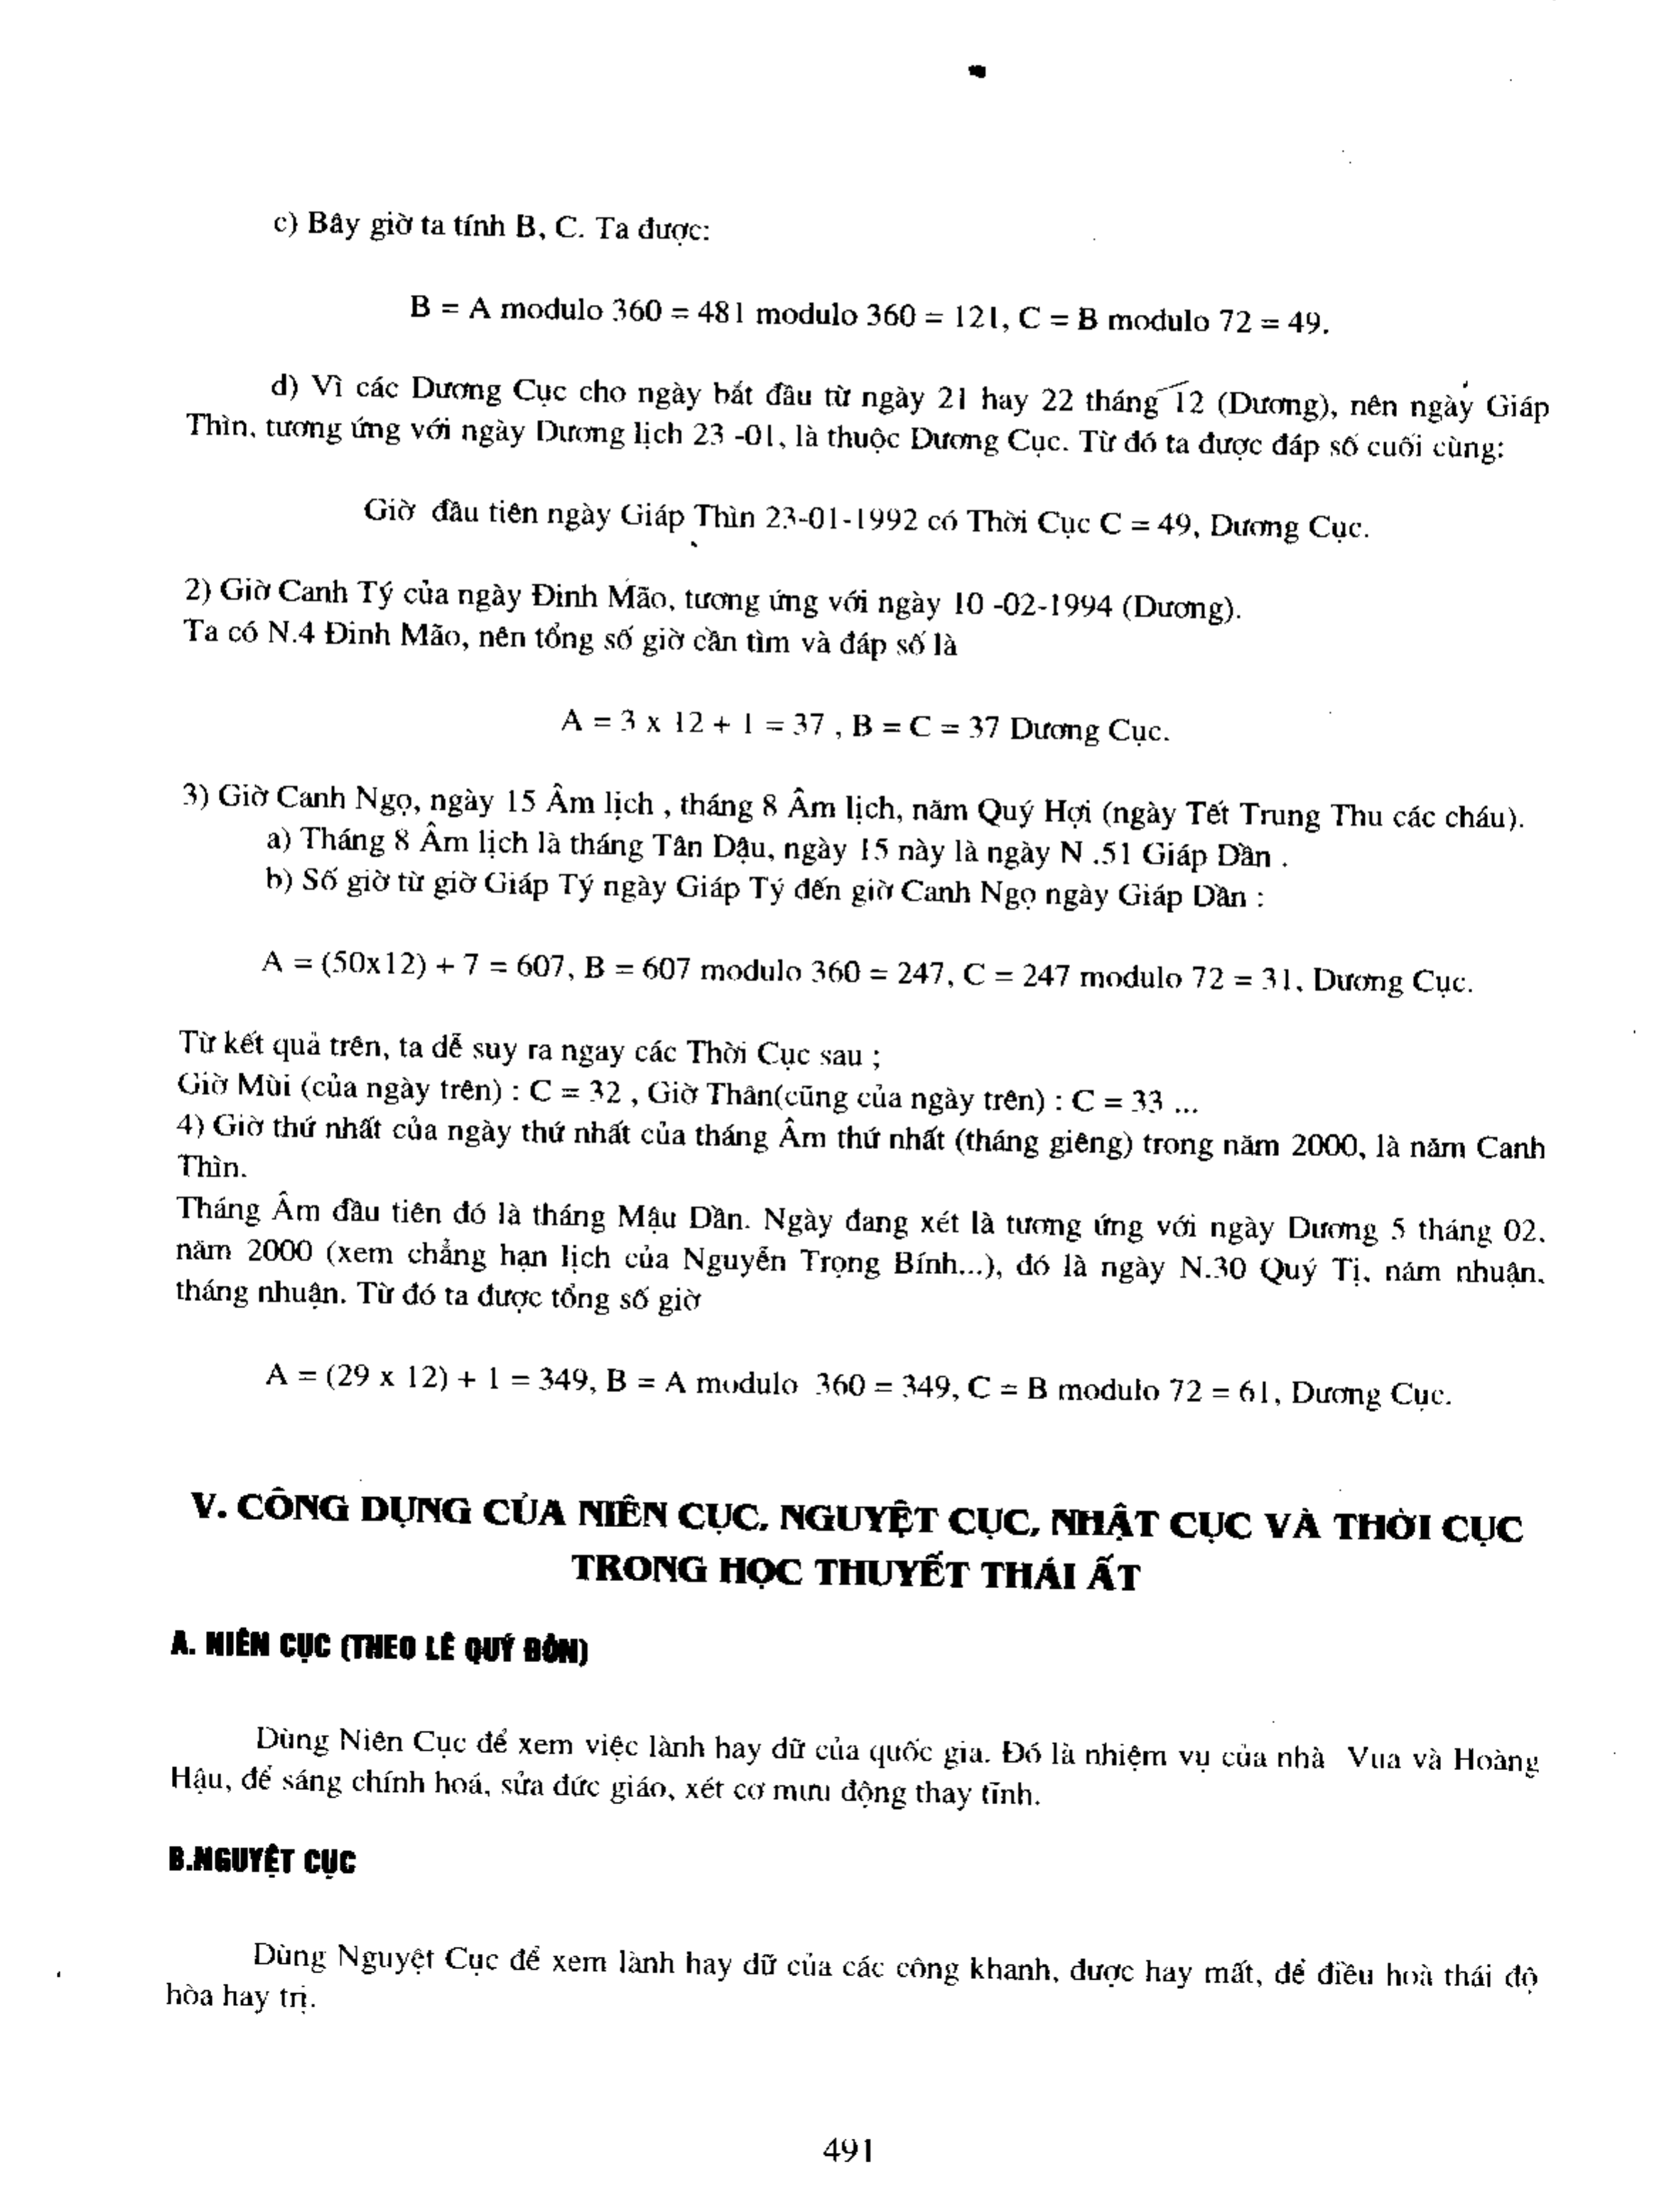 c) Bây giờ ta tính B, C. Ta được:
B = A modulo 360 = 481 modulo 360 = 121, C = B modulo 72 = 49.
d) Vì các Dương Cục cho ngày bắt đầu từ ngày 21 hay 22 tháng 12 (Dương), nên ngày Giáp
Thìn, tương ứng với ngày Dương lịch 23 -01, là thuộc Dương Cục. Từ đó ta được đáp số cuối cùng:
Giờ đầu tiên ngày Giáp Thìn 23-01-1992 có Thời Cục C = 49, Dương Cục.
2) Giờ Canh Tý của ngày Đinh Mão, tương ứng với ngày 10 -02-1994 (Dương).
Ta có N.4 Đinh Mão, nên tổng số giờ cần tìm và đáp số là
A = 3 x 12 + 1 = 37 , B = C = 37 Dương Cục.
3) Giờ Canh Ngọ, ngày 15 Âm lịch , tháng 8 Âm lịch, năm Quý Hợi (ngày Tết Trung Thu các cháu).
a) Tháng 8 Âm lịch là tháng Tân Dậu, ngày 15 này là ngày N .51 Giáp Dần .
b) Số giờ từ giờ Giáp Tý ngày Giáp Tý đến giờ Canh Ngọ ngày Giáp Dần :
A = (50x12) + 7 = 607, B = 607 modulo 360 = 247, C = 247 modulo 72 = 31, Dương Cục.
Từ kết quả trên, ta dễ suy ra ngay các Thời Cục sau ;
Giờ Mùi (của ngày trên) : C = 32 , Giờ Thân(cũng của ngày trên) : C = 33 ...
4) Giờ thứ nhất của ngày thứ nhất của tháng Âm thứ nhất (tháng giêng) trong năm 2000, là năm Canh
Thìn.
Tháng Âm đầu tiên đó là tháng Mậu Dần. Ngày đang xét là tương ứng với ngày Dương 5 tháng 02,
năm 2000 (xem chẳng hạn lịch của Nguyễn Trọng Bính...), đó là ngày N.30 Quý Tị, năm nhuận,
tháng nhuận. Từ đó ta được tổng số giờ
A = (29 x 12) + 1 = 349, B = A modulo 360 = 349, C = B modulo 72 = 61, Dương Cục.
V. CÔNG DỤNG CỦA NIÊN CỤC, NGUYỆT CỤC, NHẬT CỤC VÀ THỜI CỤC
TRONG HỌC THUYẾT THÁI ẤT
A. NIÊN CỤC (THEO LÊ QUÝ ĐÔN)
Dùng Niên Cục để xem việc lành hay dữ của quốc gia. Đó là nhiệm vụ của nhà Vua và Hoàng
Hậu, để sáng chính hoá, sửa đức giáo, xét cơ mưu động thay tĩnh.
B.NGUYỆT CỤC
Dùng Nguyệt Cục để xem lành hay dữ của các công khanh, được hay mất, để điều hoà thái độ
hòa hay trị.
491